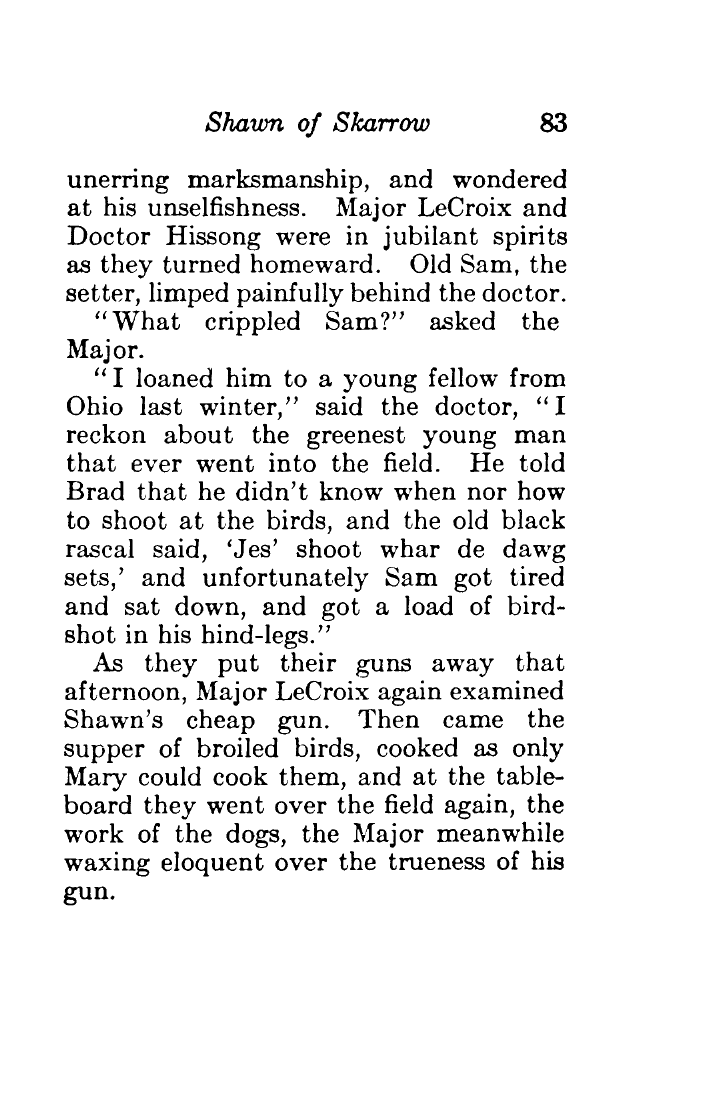 Shawn of Skarrow 83
unerring marksmanship, and wondered
at his unselfishness. Major LeCroix and
Doctor Hissong were in jubilant spirits
as they turned homeward. Old Sam, the
setter, limped painfully behind the doctor.
"What crippled Sam?" asked the
Major.
"I loaned him to a young fellow from
Ohio last winter," said the doctor, "I
reckon about the greenest young man
that ever went into the field. He told
Brad that he didn't know when nor how
to shoot at the birds, and the old black
rascal said, 'Jes' shoot whar de dawg
sets,' and unfortunately Sam got tired
and sat down, and got a load of bird-
shot in his hind-legs."
As they put their guns away that
afternoon, Major LeCroix again examined
Shawn's cheap gun. Then came the
supper of broiled birds, cooked as only
Mary could cook them, and at the table-
board they went over the field again, the
work of the dogs, the Major meanwhile
waxing eloquent over the trueness of his
gun.